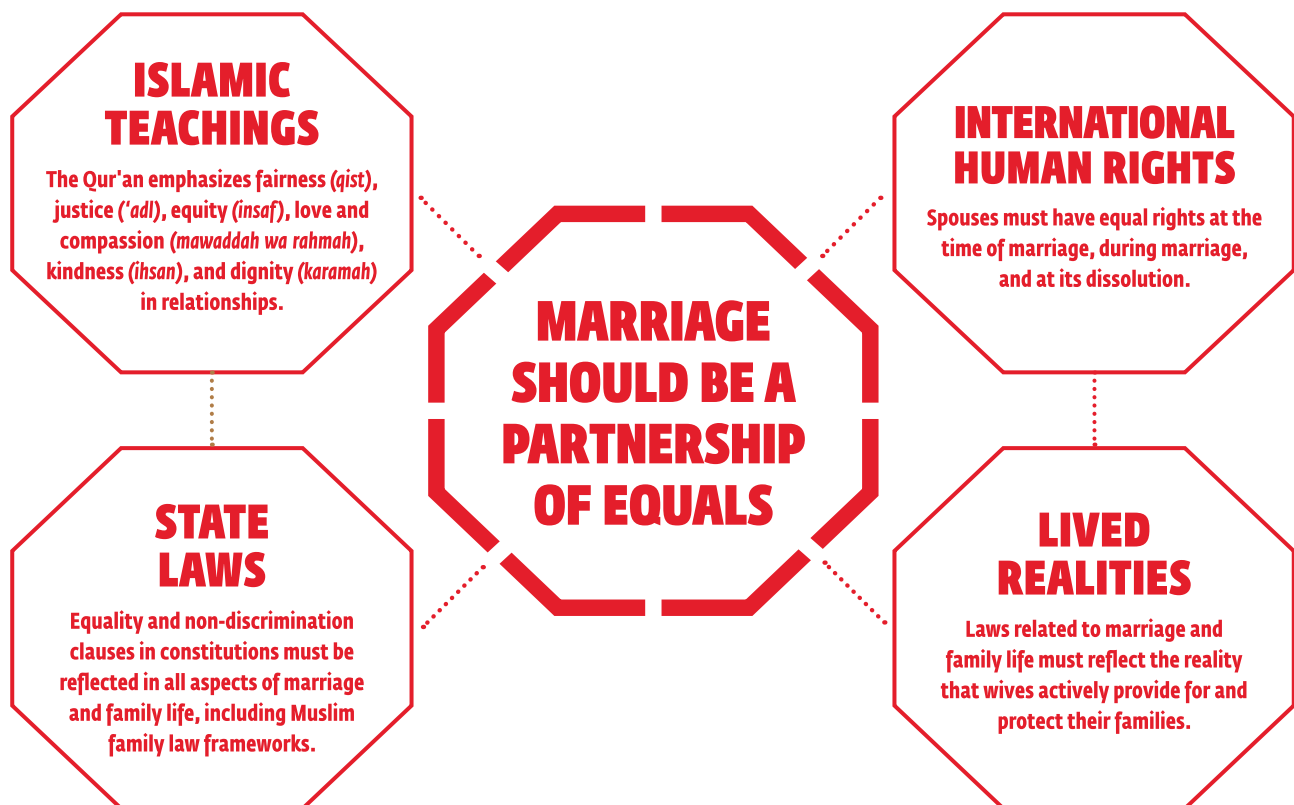 ISLAMIC
TEACHINGS
The Qur'an emphasizes fairness (qist),
justice (‘adl), equity (insaf), love and
compassion (mawaddah wa rahmah),
kindness (ihsan), and dignity (karamah)
in relationships.
INTERNATIONAL
HUMAN RIGHTS
Spouses must have equal rights at the
time of marriage, during marriage,
and at its dissolution.
MARRIAGE
SHOULD BE A
PARTNERSHIP
OF EQUALS
STATE
LAWS
Equality and non-discrimination
clauses in constitutions must be
reflected in all aspects of marriage
and family life, including Muslim
family law frameworks.
LIVED
REALITIES
Laws related to marriage and
family life must reflect the reality
that wives actively provide for and
protect their families.